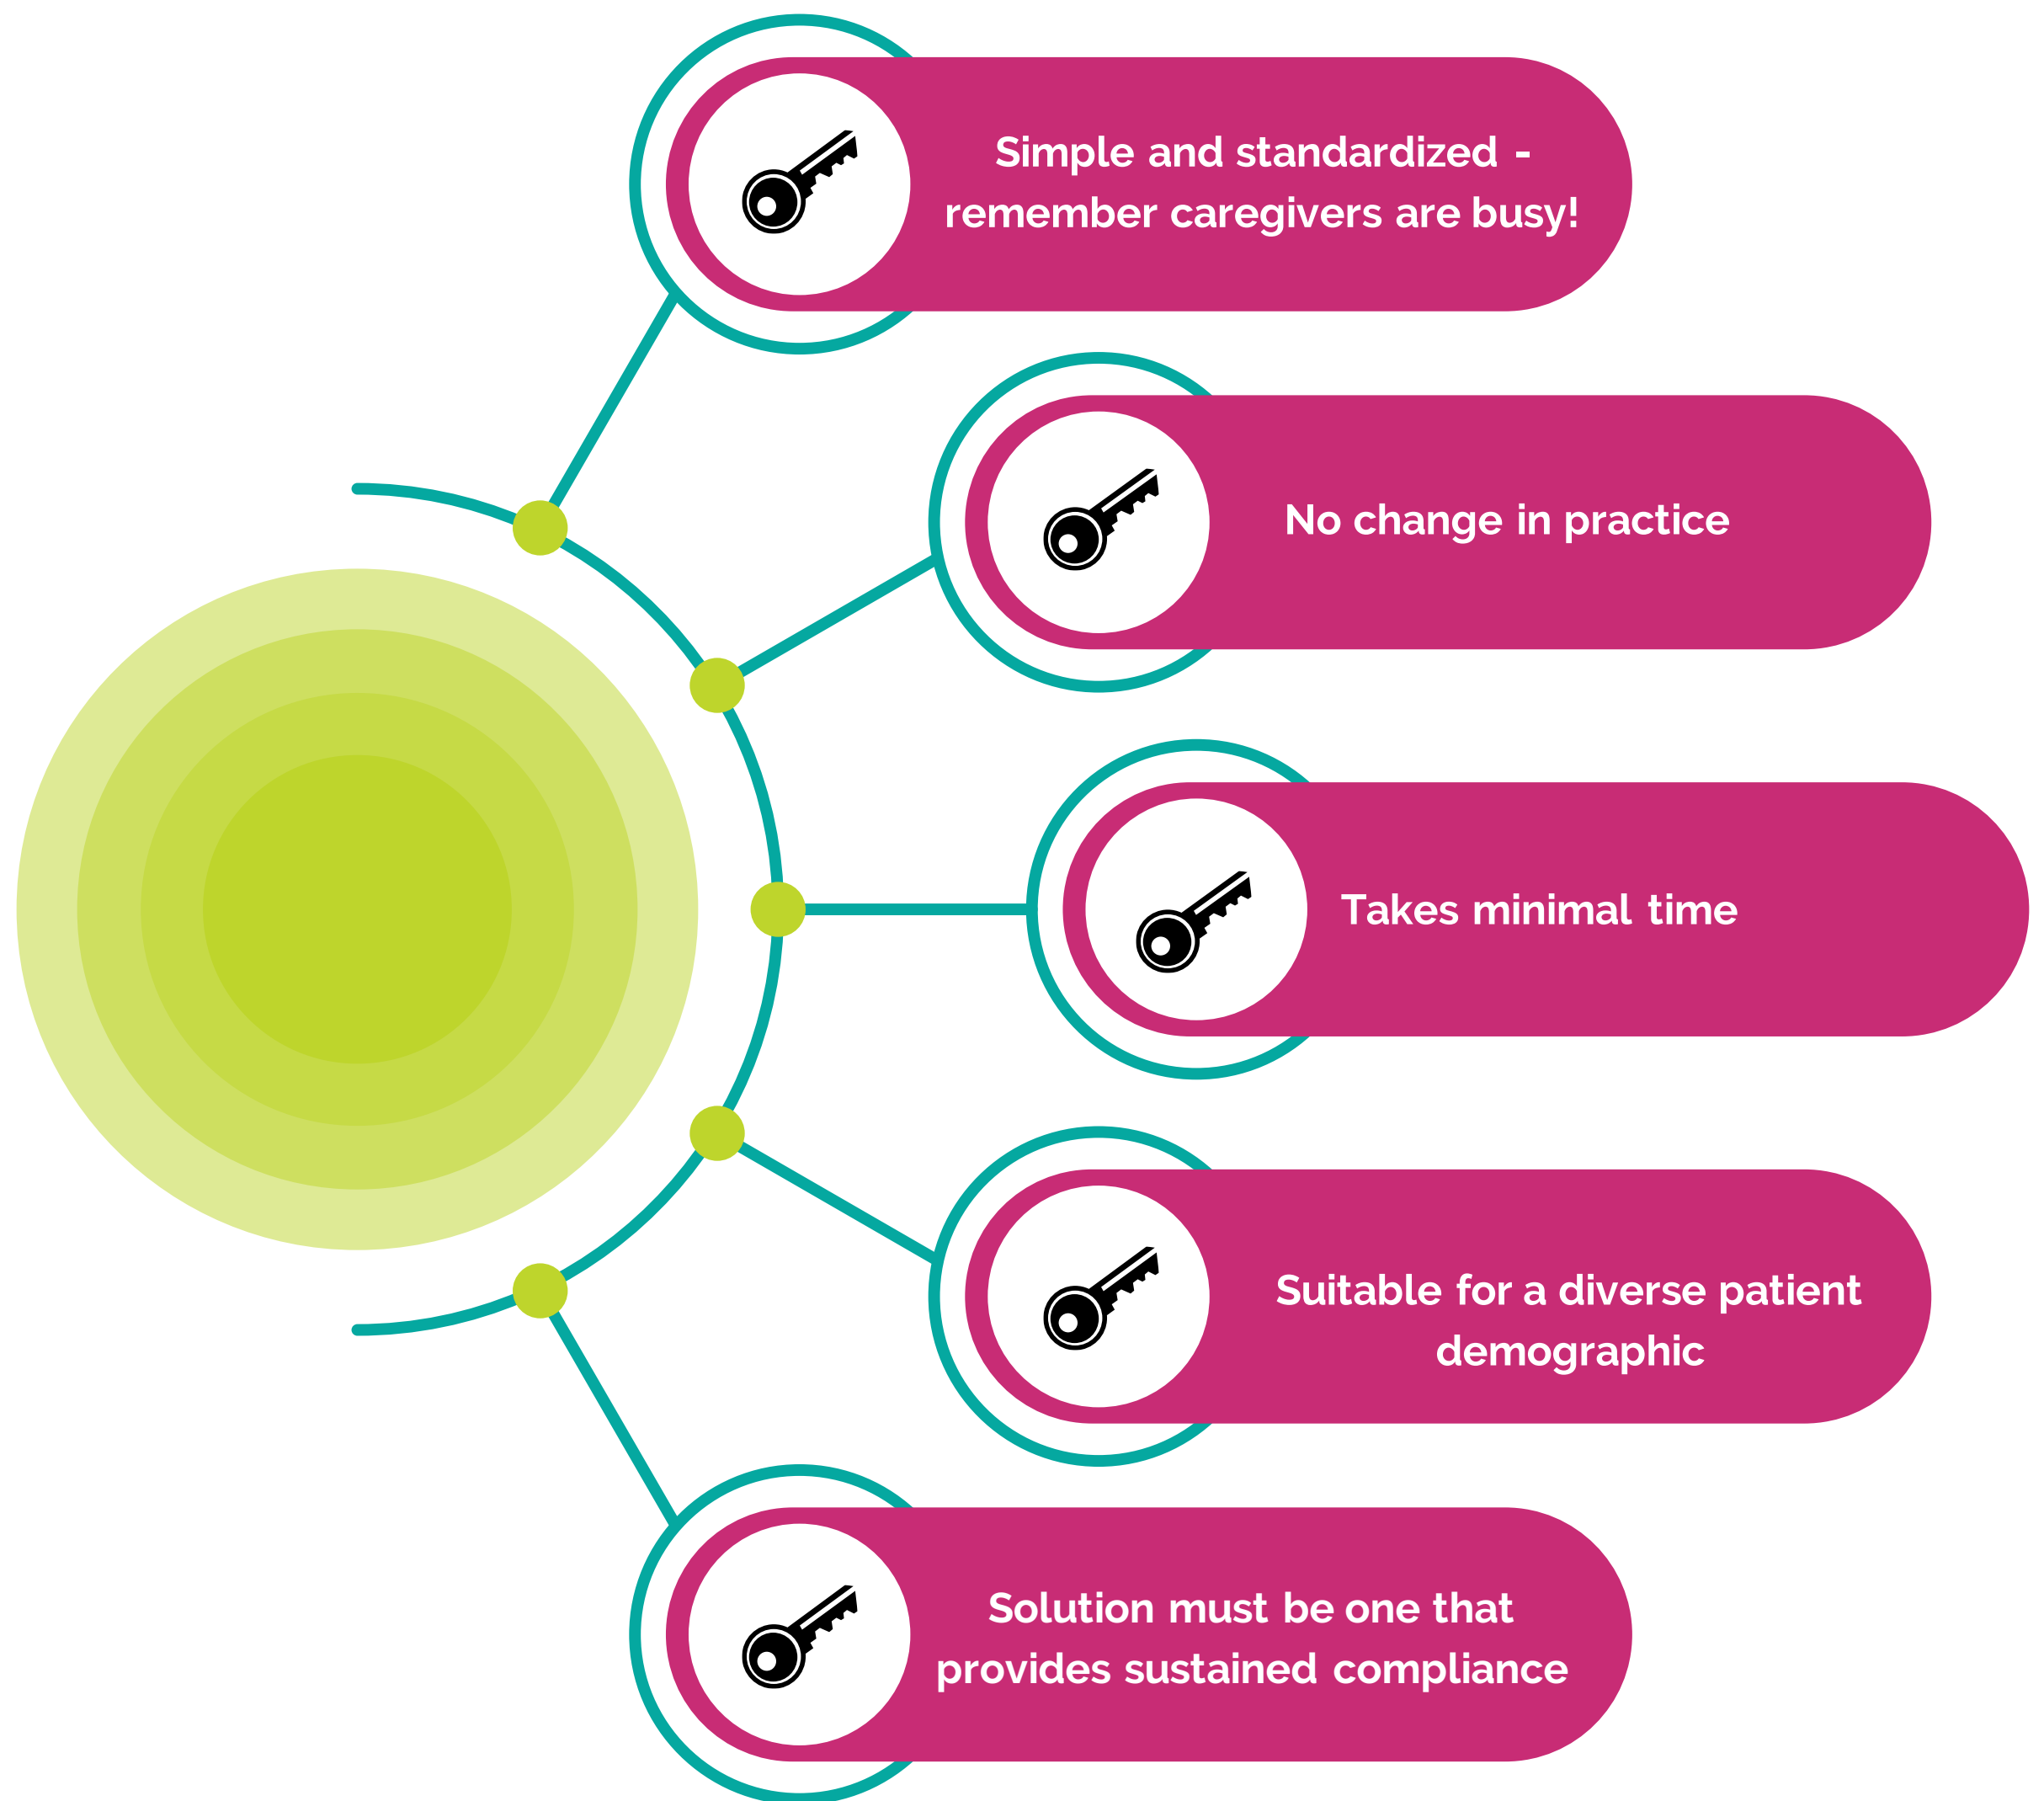 Simple and standardized -
remember caregivers are busy!
No change in practice
Takes minimal time
Suitable for a diverse patient
demographic
Solution must be one that
provides sustained compliance